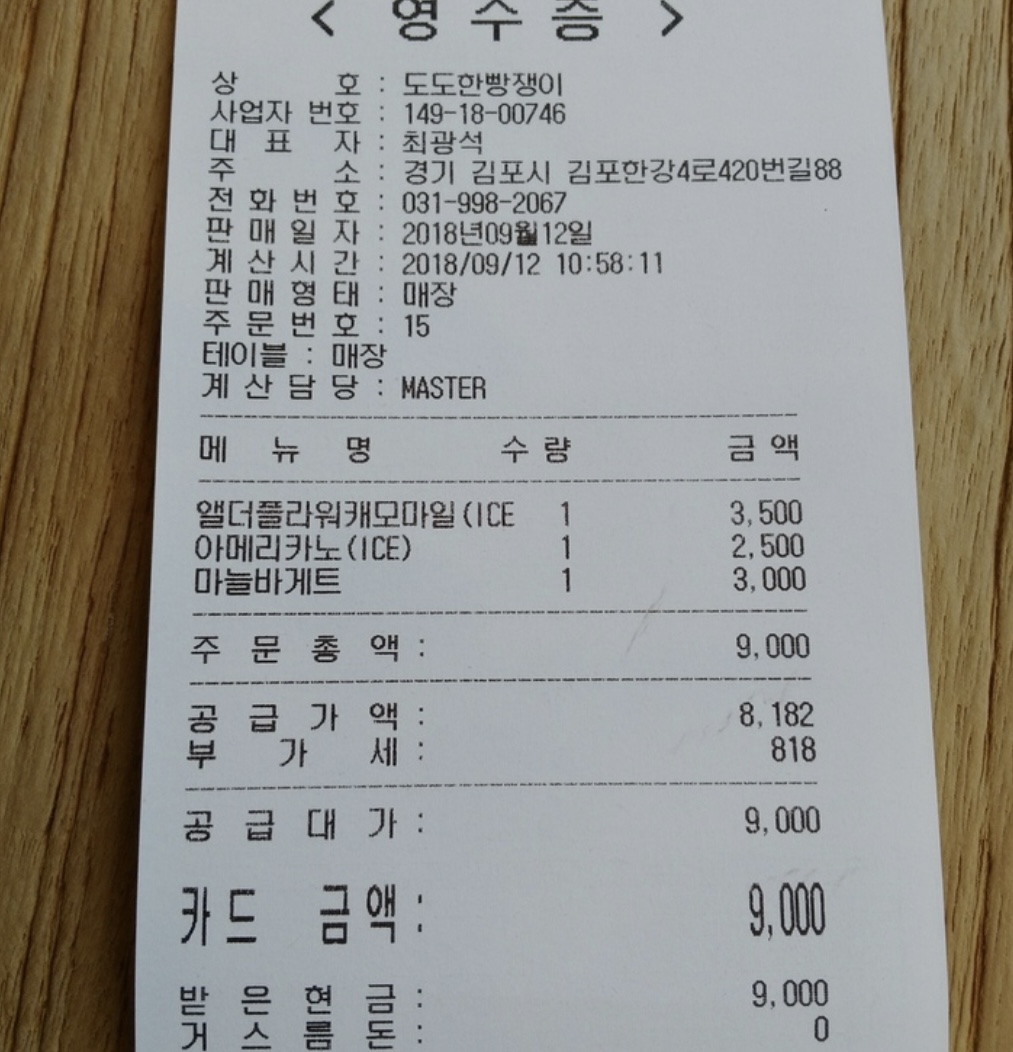 < 영 수 증 >
상 호 : 도도한빵쟁이
사업자 번호 : 149-18-00746
대 표 자 : 최광석
주 소 : 경기 김포시 김포한강4로420번길88
전 화 번 호 : 031-998-2067
판 매 일 자 : 2018년09월12일
계 산 시 간 : 2018/09/12 10:58:11
판 매 형 태 : 매장
주 문 번 호 : 15
테이블 : 매장
계 산 담 당 : MASTER
메 뉴 명 수 량 금 액
앨더플라워캐모마일(ICE 1 3,500
아메리카노(ICE) 1 2,500
마늘바게트 1 3,000
주 문 총 액 : 9,000
공 급 가 액 : 8,182
부 가 세 : 818
공 급 대 가 : 9,000
카드 금액 : 9,000
받 은 현 금 : 9,000
거 스 름 돈 : 0